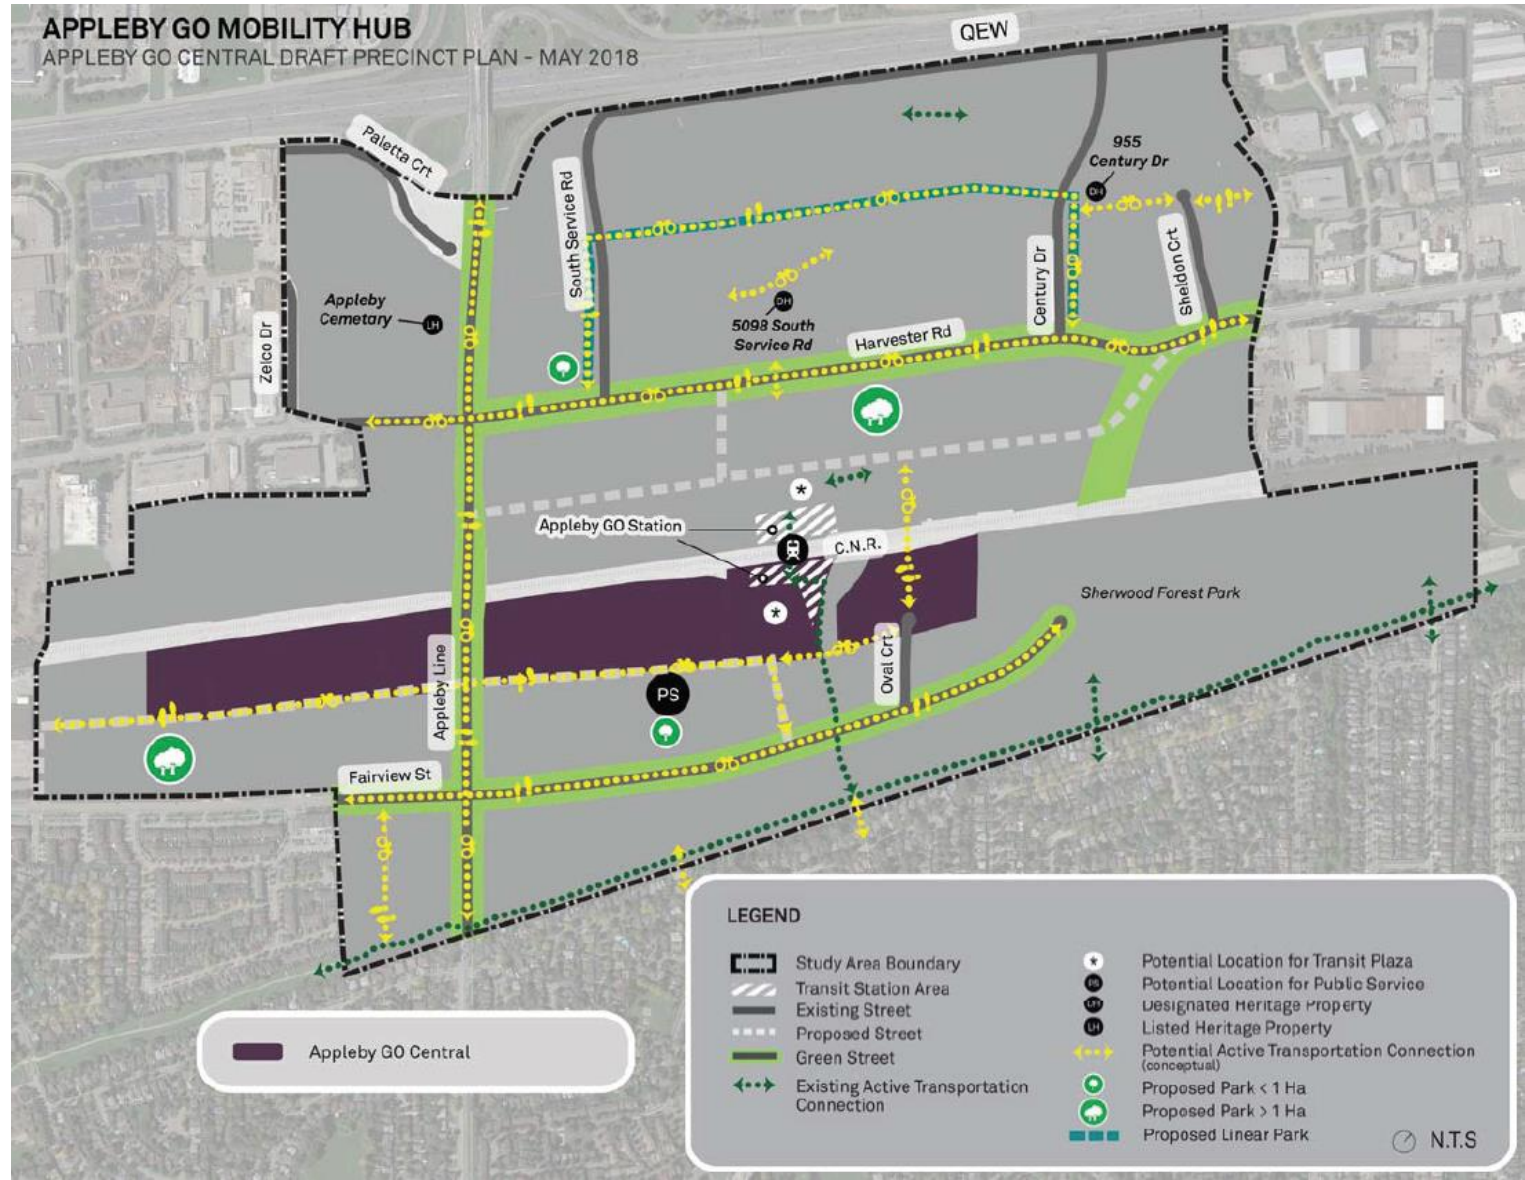 APPLEBY GO MOBILITY HUB
APPLEBY GO CENTRAL DRAFT PRECINCT PLAN - MAY 2018
QEW
Paletta Crt
955
Century Dr
DH
South Service Rd
Sheldon Crt
Century Dr
Appleby
Cemetary
LH
Zelco Dr
DH
5098 South
Service Rd
Harvester Rd
*
Appleby GO Station
C.N.R.
*
Sherwood Forest Park
Oval Crt
Appleby Line
PS
Fairview St
LEGEND
Study Area Boundary
Transit Station Area
Existing Street
Proposed Street
Green Street
Existing Active Transportation
Connection
* Potential Location for Transit Plaza
PS Potential Location for Public Service
Designated Heritage Property
LH Listed Heritage Property
Potential Active Transportation Connection
(conceptual)
Proposed Park < 1 Ha
Proposed Park > 1 Ha
Proposed Linear Park
N.T.S
Appleby GO Central